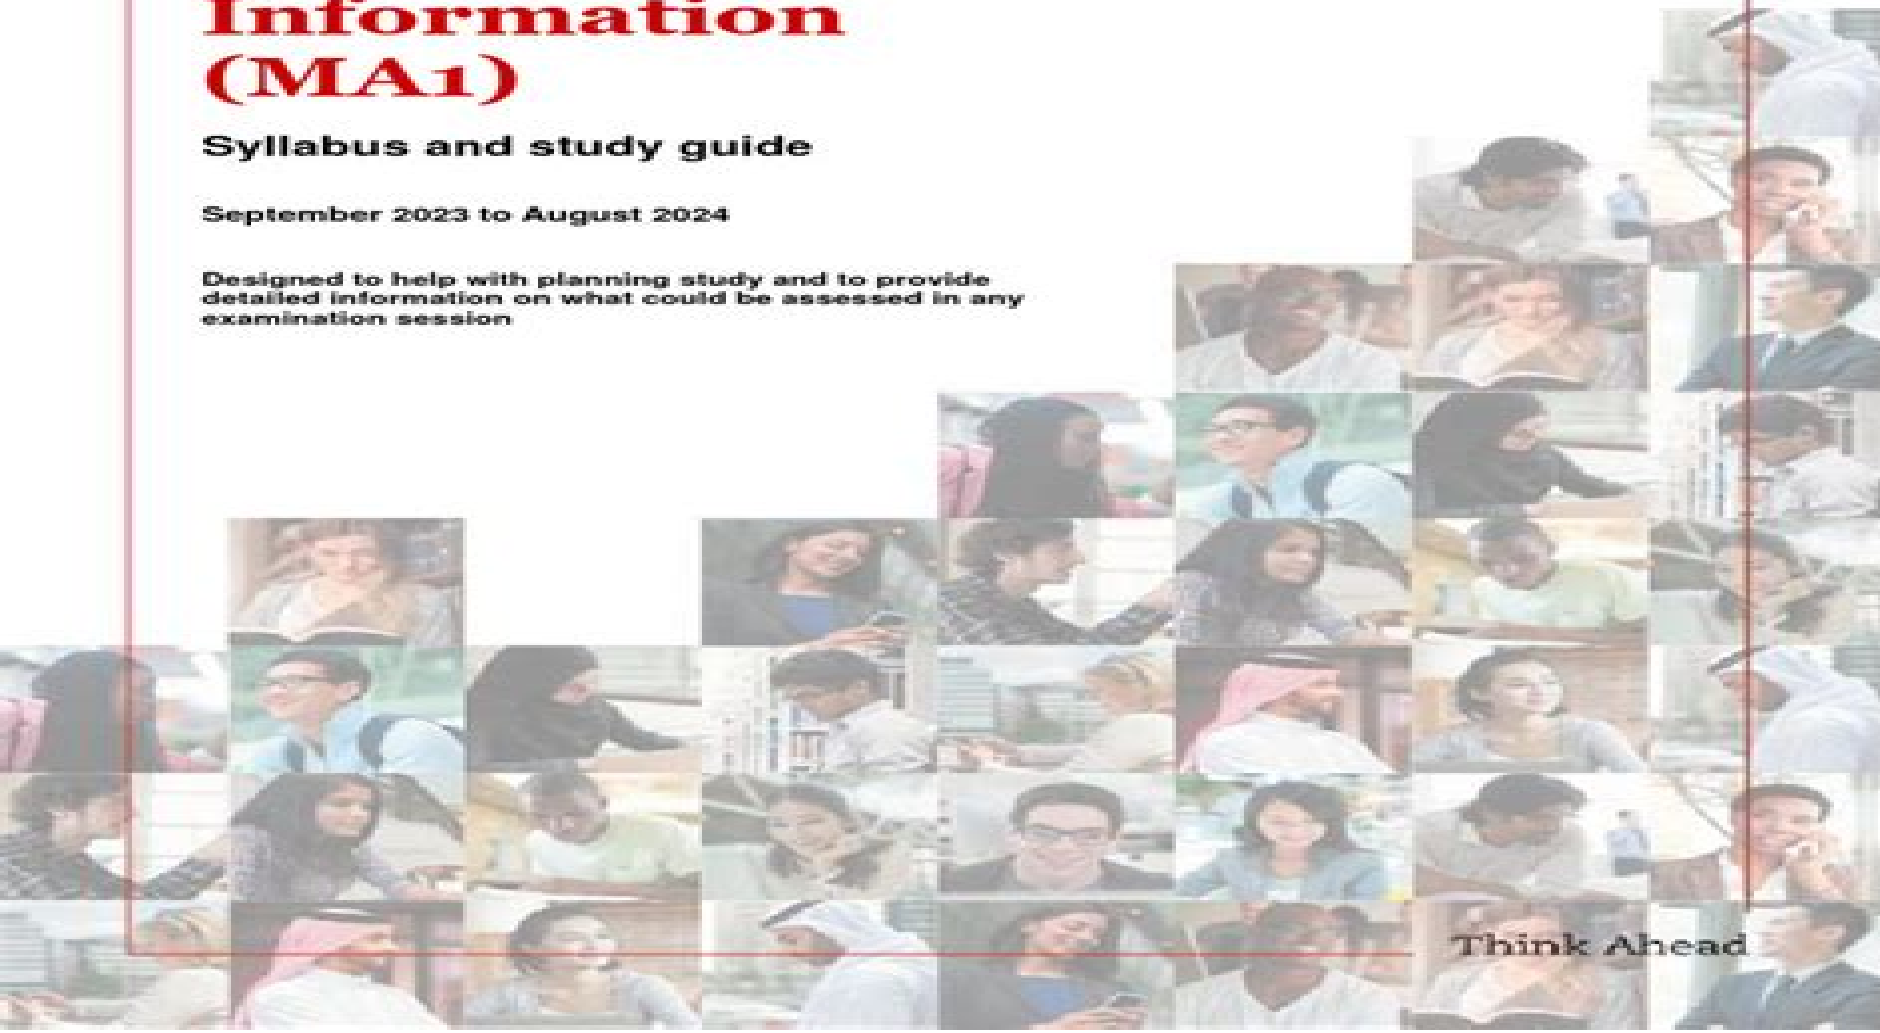 Information
(MA1)
Syllabus and study guide
September 2023 to August 2024
Designed to help with planning study and to provide
detailed information on what could be assessed in any
examination session
Think Ahead